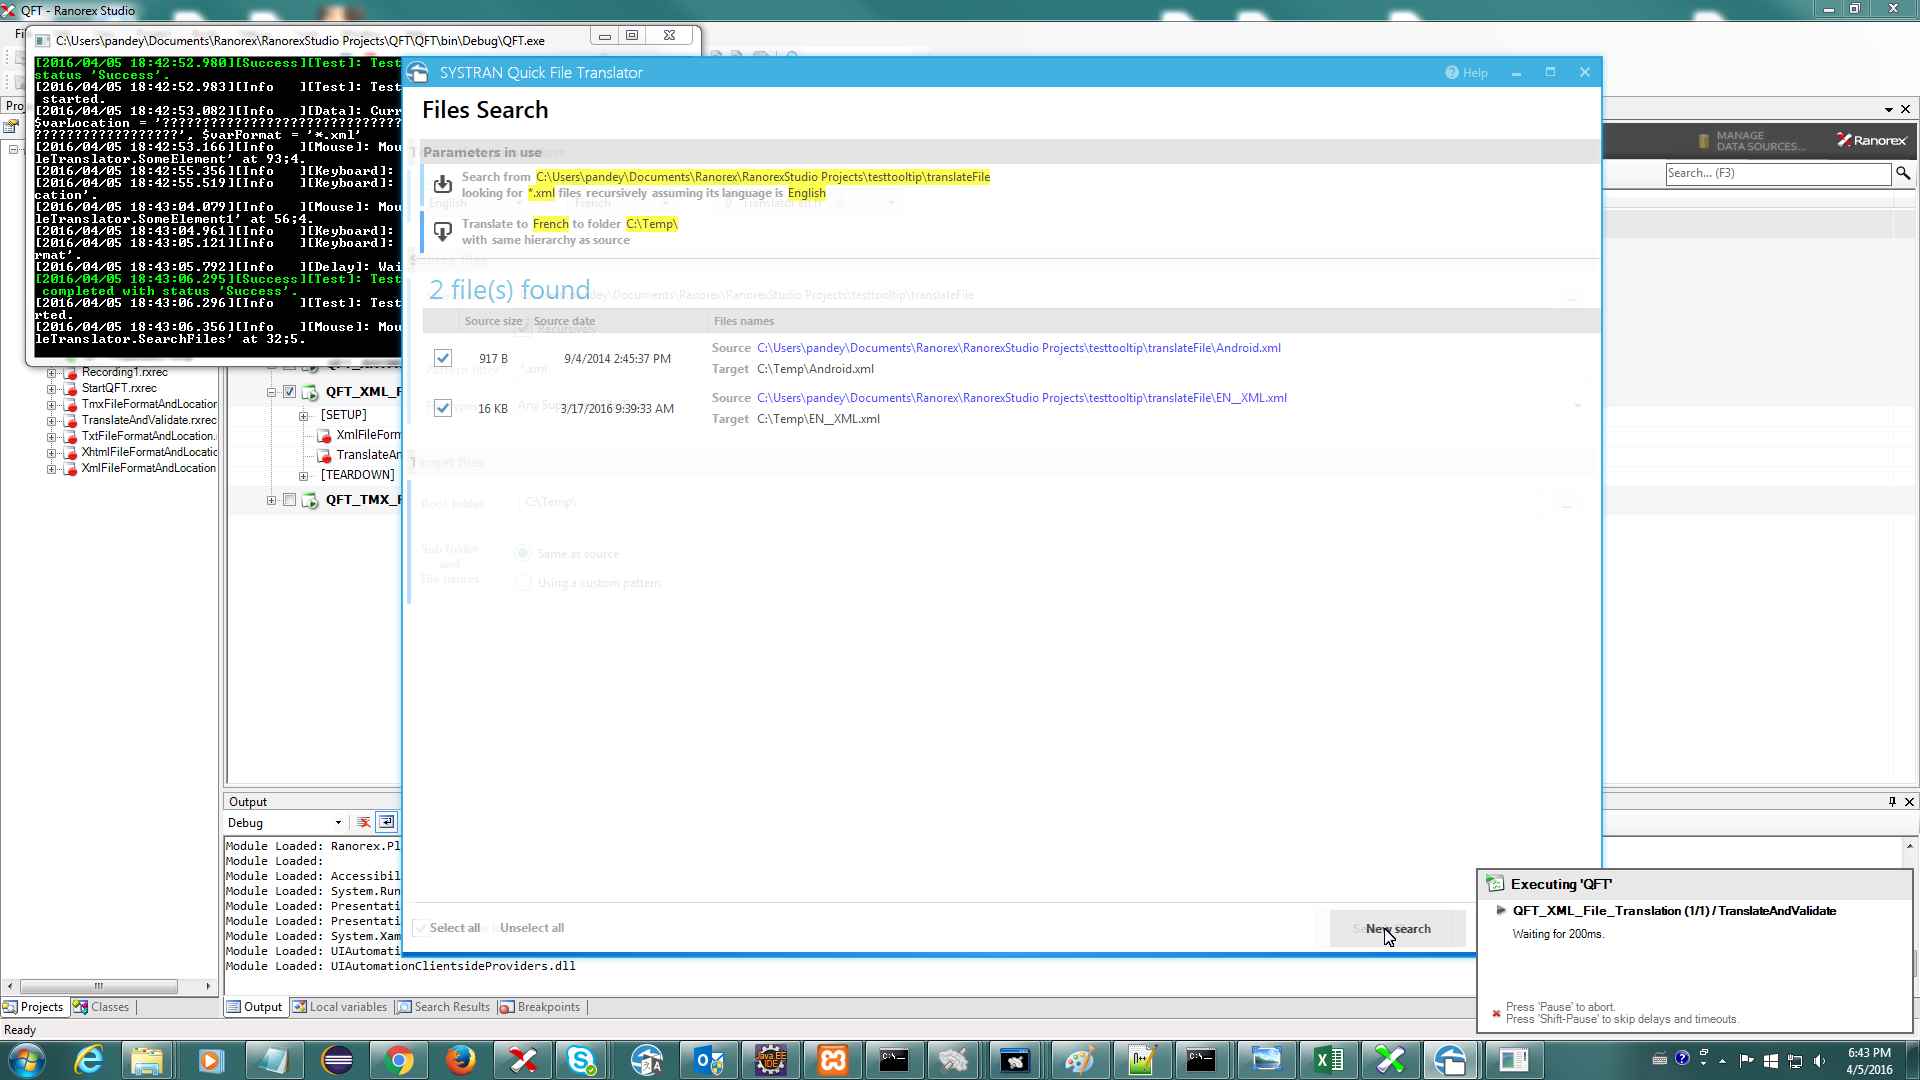 QFT - Ranorex Studio
C:\Users\pandey\Documents\Ranorex\RanorexStudio Projects\QFT\QFT\bin\Debug\QFT.exe
[2016/04/05 18:42:52.980][Success][Test]: Test
status 'Success'.
[2016/04/05 18:42:52.983][Info   ][Test]: Test
 started.
[2016/04/05 18:42:53.082][Info   ][Data]: Curr
$varLocation = '???????????????????????????????
??????????????????', $varFormat = '*.xml'
[2016/04/05 18:42:53.166][Info   ][Mouse]: Mou
leTranslator.SomeElement' at 93;4.
[2016/04/05 18:42:55.356][Info   ][Keyboard]:
[2016/04/05 18:42:55.519][Info   ][Keyboard]:
cation'.
[2016/04/05 18:43:04.079][Info   ][Mouse]: Mou
leTranslator.SomeElement1' at 56;4.
[2016/04/05 18:43:04.961][Info   ][Keyboard]:
[2016/04/05 18:43:05.121][Info   ][Keyboard]:
rmat'.
[2016/04/05 18:43:05.792][Info   ][Delay]: Wai
[2016/04/05 18:43:06.295][Success][Test]: Test
 completed with status 'Success'.
[2016/04/05 18:43:06.296][Info   ][Test]: Test
rted.
[2016/04/05 18:43:06.356][Info   ][Mouse]: Mou
leTranslator.SearchFiles' at 32;5.
SYSTRAN Quick File Translator
Help
Files Search
Parameters in use
Search from C:\Users\pandey\Documents\Ranorex\RanorexStudio Projects\testtooltip\translateFile
looking for *.xml files recursively assuming its language is English
Translate to French to folder C:\Temp\
with same hierarchy as source
2 file(s) found
Source size
Source date
Files names
917 B
9/4/2014 2:45:37 PM
Source C:\Users\pandey\Documents\Ranorex\RanorexStudio Projects\testtooltip\translateFile\Android.xml
Target C:\Temp\Android.xml
16 KB
3/17/2016 9:39:33 AM
Source C:\Users\pandey\Documents\Ranorex\RanorexStudio Projects\testtooltip\translateFile\EN_XML.xml
Target C:\Temp\EN_XML.xml
Root folder
C:\Temp\
Sub folder
and
File names
Same as source
Using a custom pattern
Select all
Unselect all
New search
MANAGE
DATA SOURCES...
Ranorex
Search... (F3)
Recording1.rxrec
StartQFT.rxrec
TmxFileFormatAndLocation
TranslateAndValidate.rxrec
TxtFileFormatAndLocation.
XhtmlFileFormatAndLocatic
XmlFileFormatAndLocation
QFT_XML_F
[SETUP]
XmlFileForm
TranslateAn
[TEARDOWN]
QFT_TMX_F
Output
Debug
Module Loaded: Ranorex.Pl
Module Loaded:
Module Loaded: Accessibil
Module Loaded: System.Run
Module Loaded: Presentati
Module Loaded: Presentati
Module Loaded: System.Xam
Module Loaded: UIAutomati
Module Loaded: UIAutomationClientsideProviders.dll
Projects
Classes
Output
Local variables
Search Results
Breakpoints
Ready
Executing 'QFT'
QFT_XML_File_Translation (1/1) / TranslateAndValidate
Waiting for 200ms.
Press 'Pause' to abort.
Press 'Shift-Pause' to skip delays and timeouts.
6:43 PM
4/5/2016